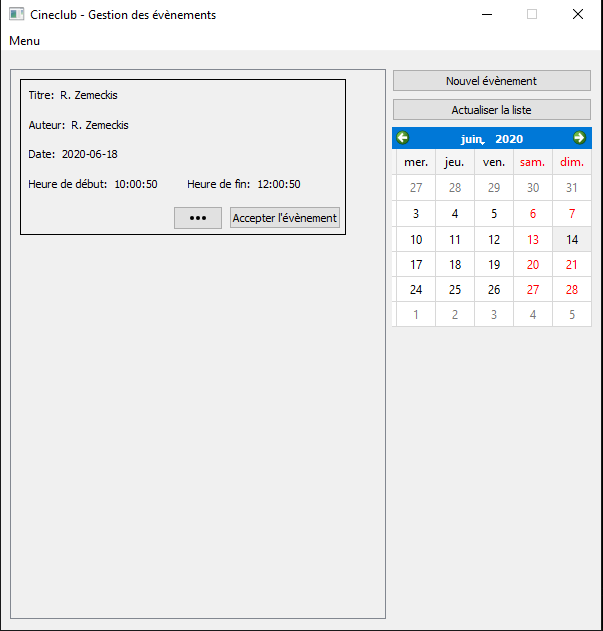 Cineclub - Gestion des évènements
Menu
Titre: R. Zemeckis
Auteur: R. Zemeckis
Date: 2020-06-18
Heure de début: 10:00:50 Heure de fin: 12:00:50
••• Accepter l'évènement
Nouvel évènement
Actualiser la liste
juin, 2020
mer. jeu. ven. sam. dim.
27 28 29 30 31
3 4 5 6 7
10 11 12 13 14
17 18 19 20 21
24 25 26 27 28
1 2 3 4 5